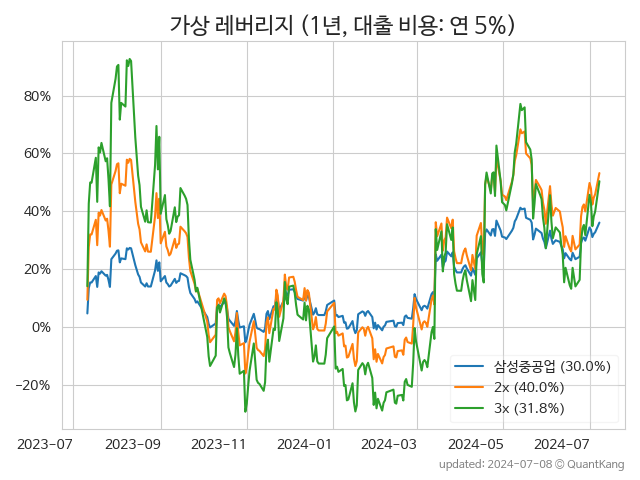 가상 레버리지 (1년, 대출 비용: 연 5%)
80%
60%
40%
20%
0%
−20%
삼성중공업 (30.0%)
2x (40.0%)
3x (31.8%)
2023-07 2023-09 2023-11 2024-01 2024-03 2024-05 2024-07
updated: 2024-07-08 © QuantKang